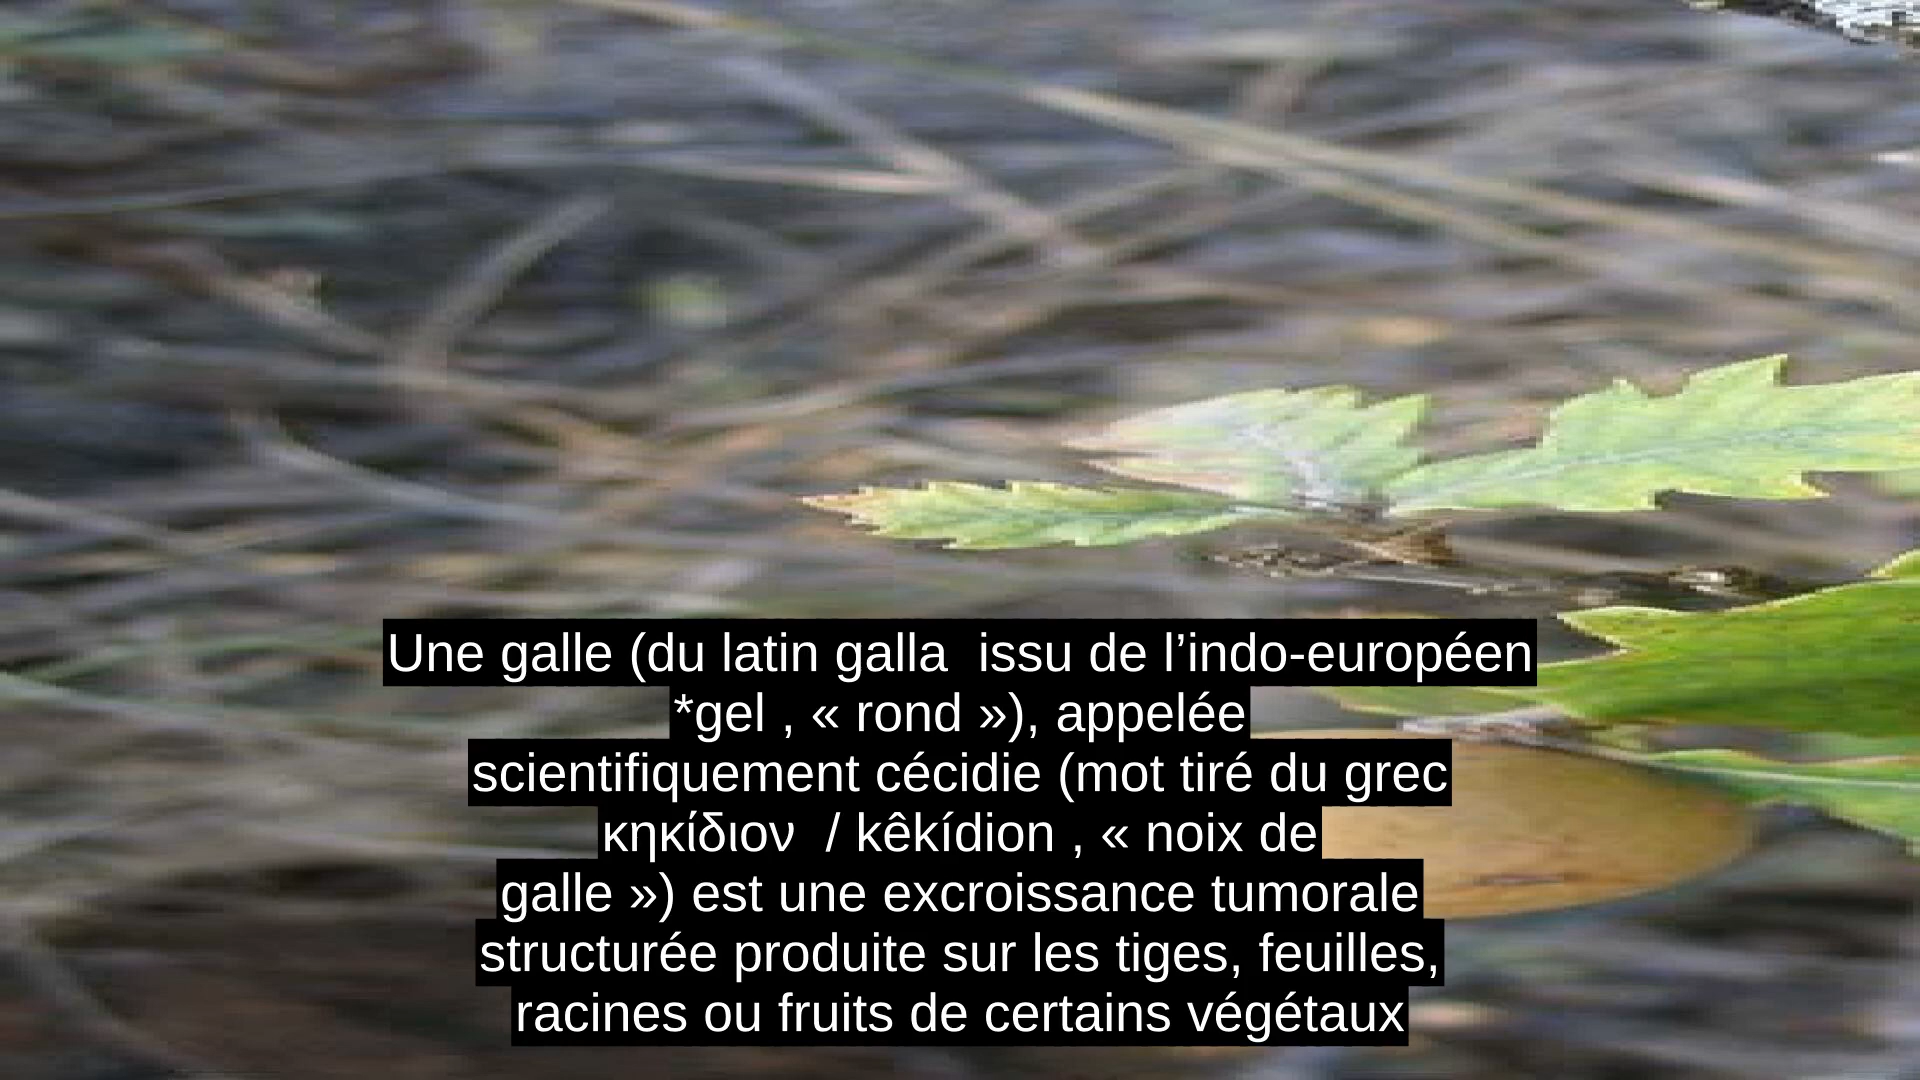 Une galle (du latin galla  issu de l’indo-européen
*gel , « rond »), appelée
scientifiquement cécidie (mot tiré du grec
κηκίδιον  / kêkídion , « noix de
galle ») est une excroissance tumorale
structurée produite sur les tiges, feuilles,
racines ou fruits de certains végétaux